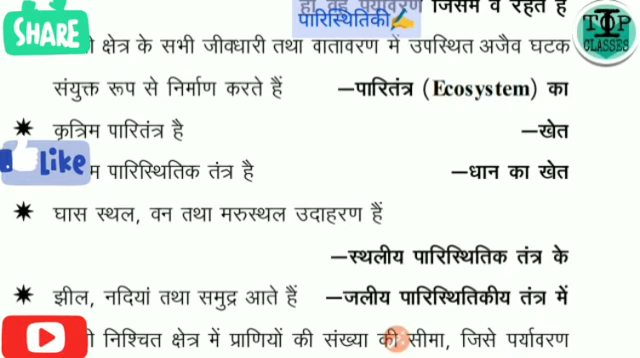 पारिस्थितिकी
हो वह पर्यावरण जिसमें वे रहते हैं
SHARE
TOP
CLASSES
क्षेत्र के सभी जीवधारी तथा वातावरण में उपस्थित अजैव घटक
संयुक्त रूप से निर्माण करते हैं —पारितंत्र (Ecosystem) का
✷ कृत्रिम पारितंत्र है —खेत
Like
म पारिस्थितिक तंत्र है —धान का खेत
✷ घास स्थल, वन तथा मरुस्थल उदाहरण हैं
—स्थलीय पारिस्थितिक तंत्र के
✷ झील, नदियां तथा समुद्र आते हैं —जलीय पारिस्थितिकीय तंत्र में
निश्चित क्षेत्र में प्राणियों की संख्या की सीमा, जिसे पर्यावरण